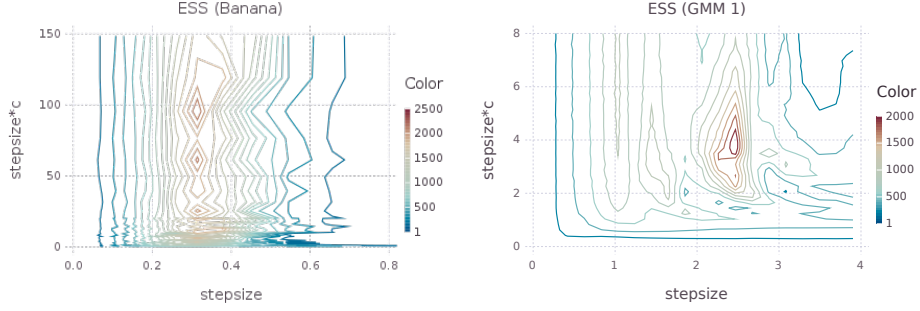 ESS (Banana)
150
100
50
0
stepsize*c
0.0 0.2 0.4 0.6 0.8
stepsize
Color
2500
2000
1500
1000
500
1
ESS (GMM 1)
8
6
4
2
0
stepsize*c
0 1 2 3 4
stepsize
Color
2000
1500
1000
500
1